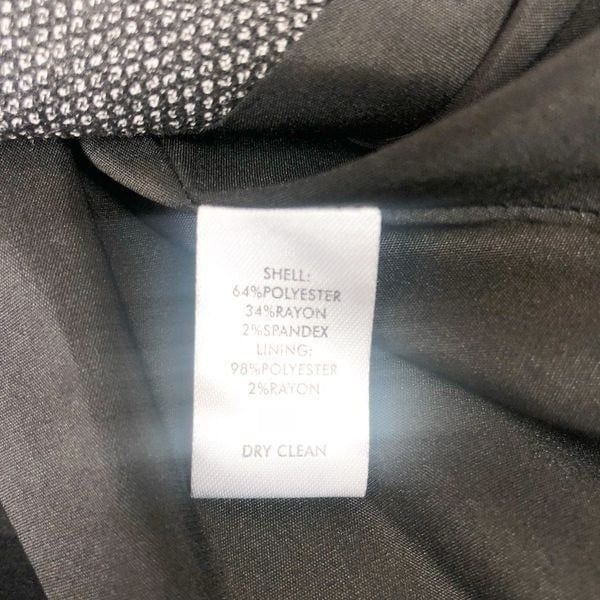 SHELL:
64%POLYESTER
34%RAYON
2%SPANDEX
LINING:
98%POLYESTER
2%RAYON
DRY CLEAN